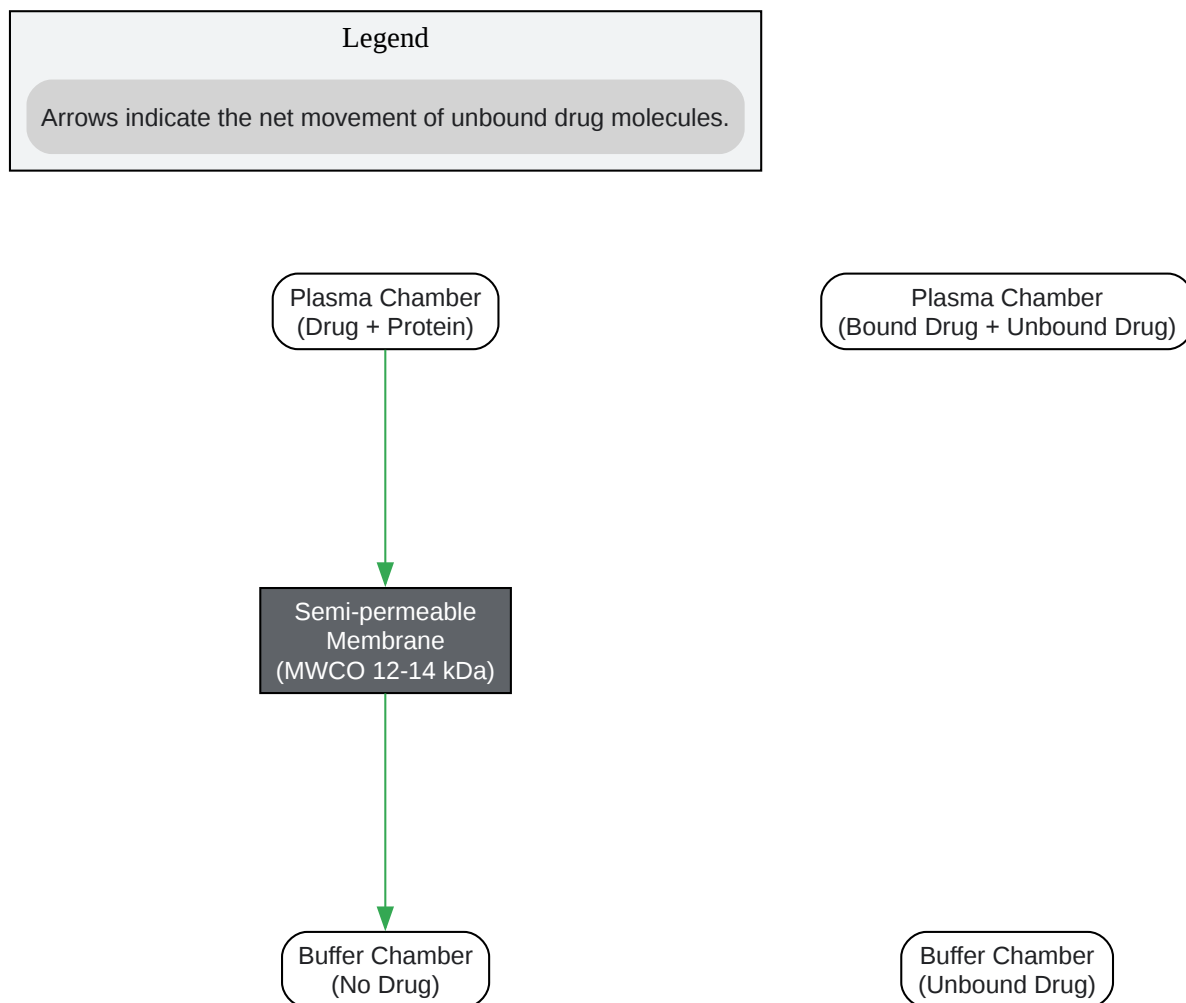 Legend
Arrows indicate the net movement of unbound drug molecules.
Plasma Chamber
(Drug + Protein)
Plasma Chamber
(Bound Drug + Unbound Drug)
Semi-permeable
Membrane
(MWCO 12-14 kDa)
Buffer Chamber
(No Drug)
Buffer Chamber
(Unbound Drug)